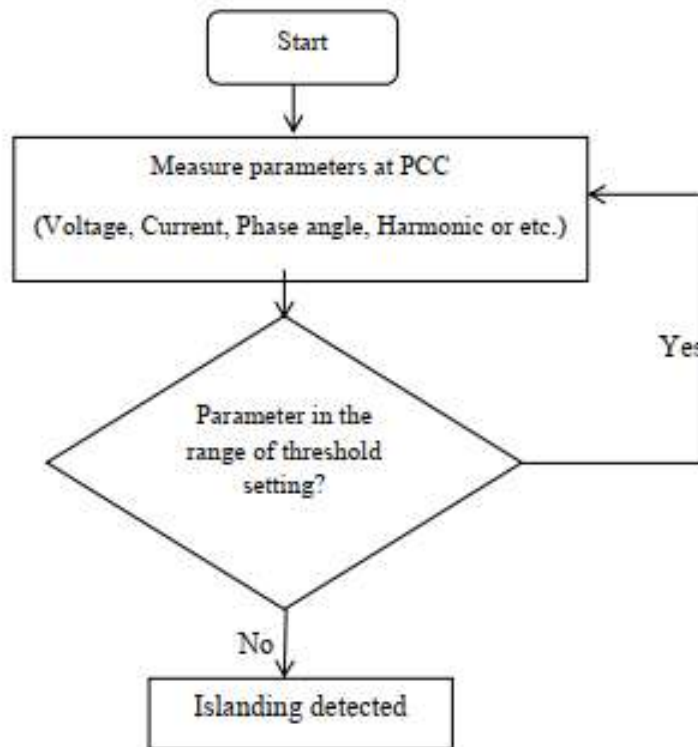 Start
Measure parameters at PCC
(Voltage, Current, Phase angle, Harmonic or etc.)
Yes
Parameter in the
range of threshold
setting?
No
Islanding detected